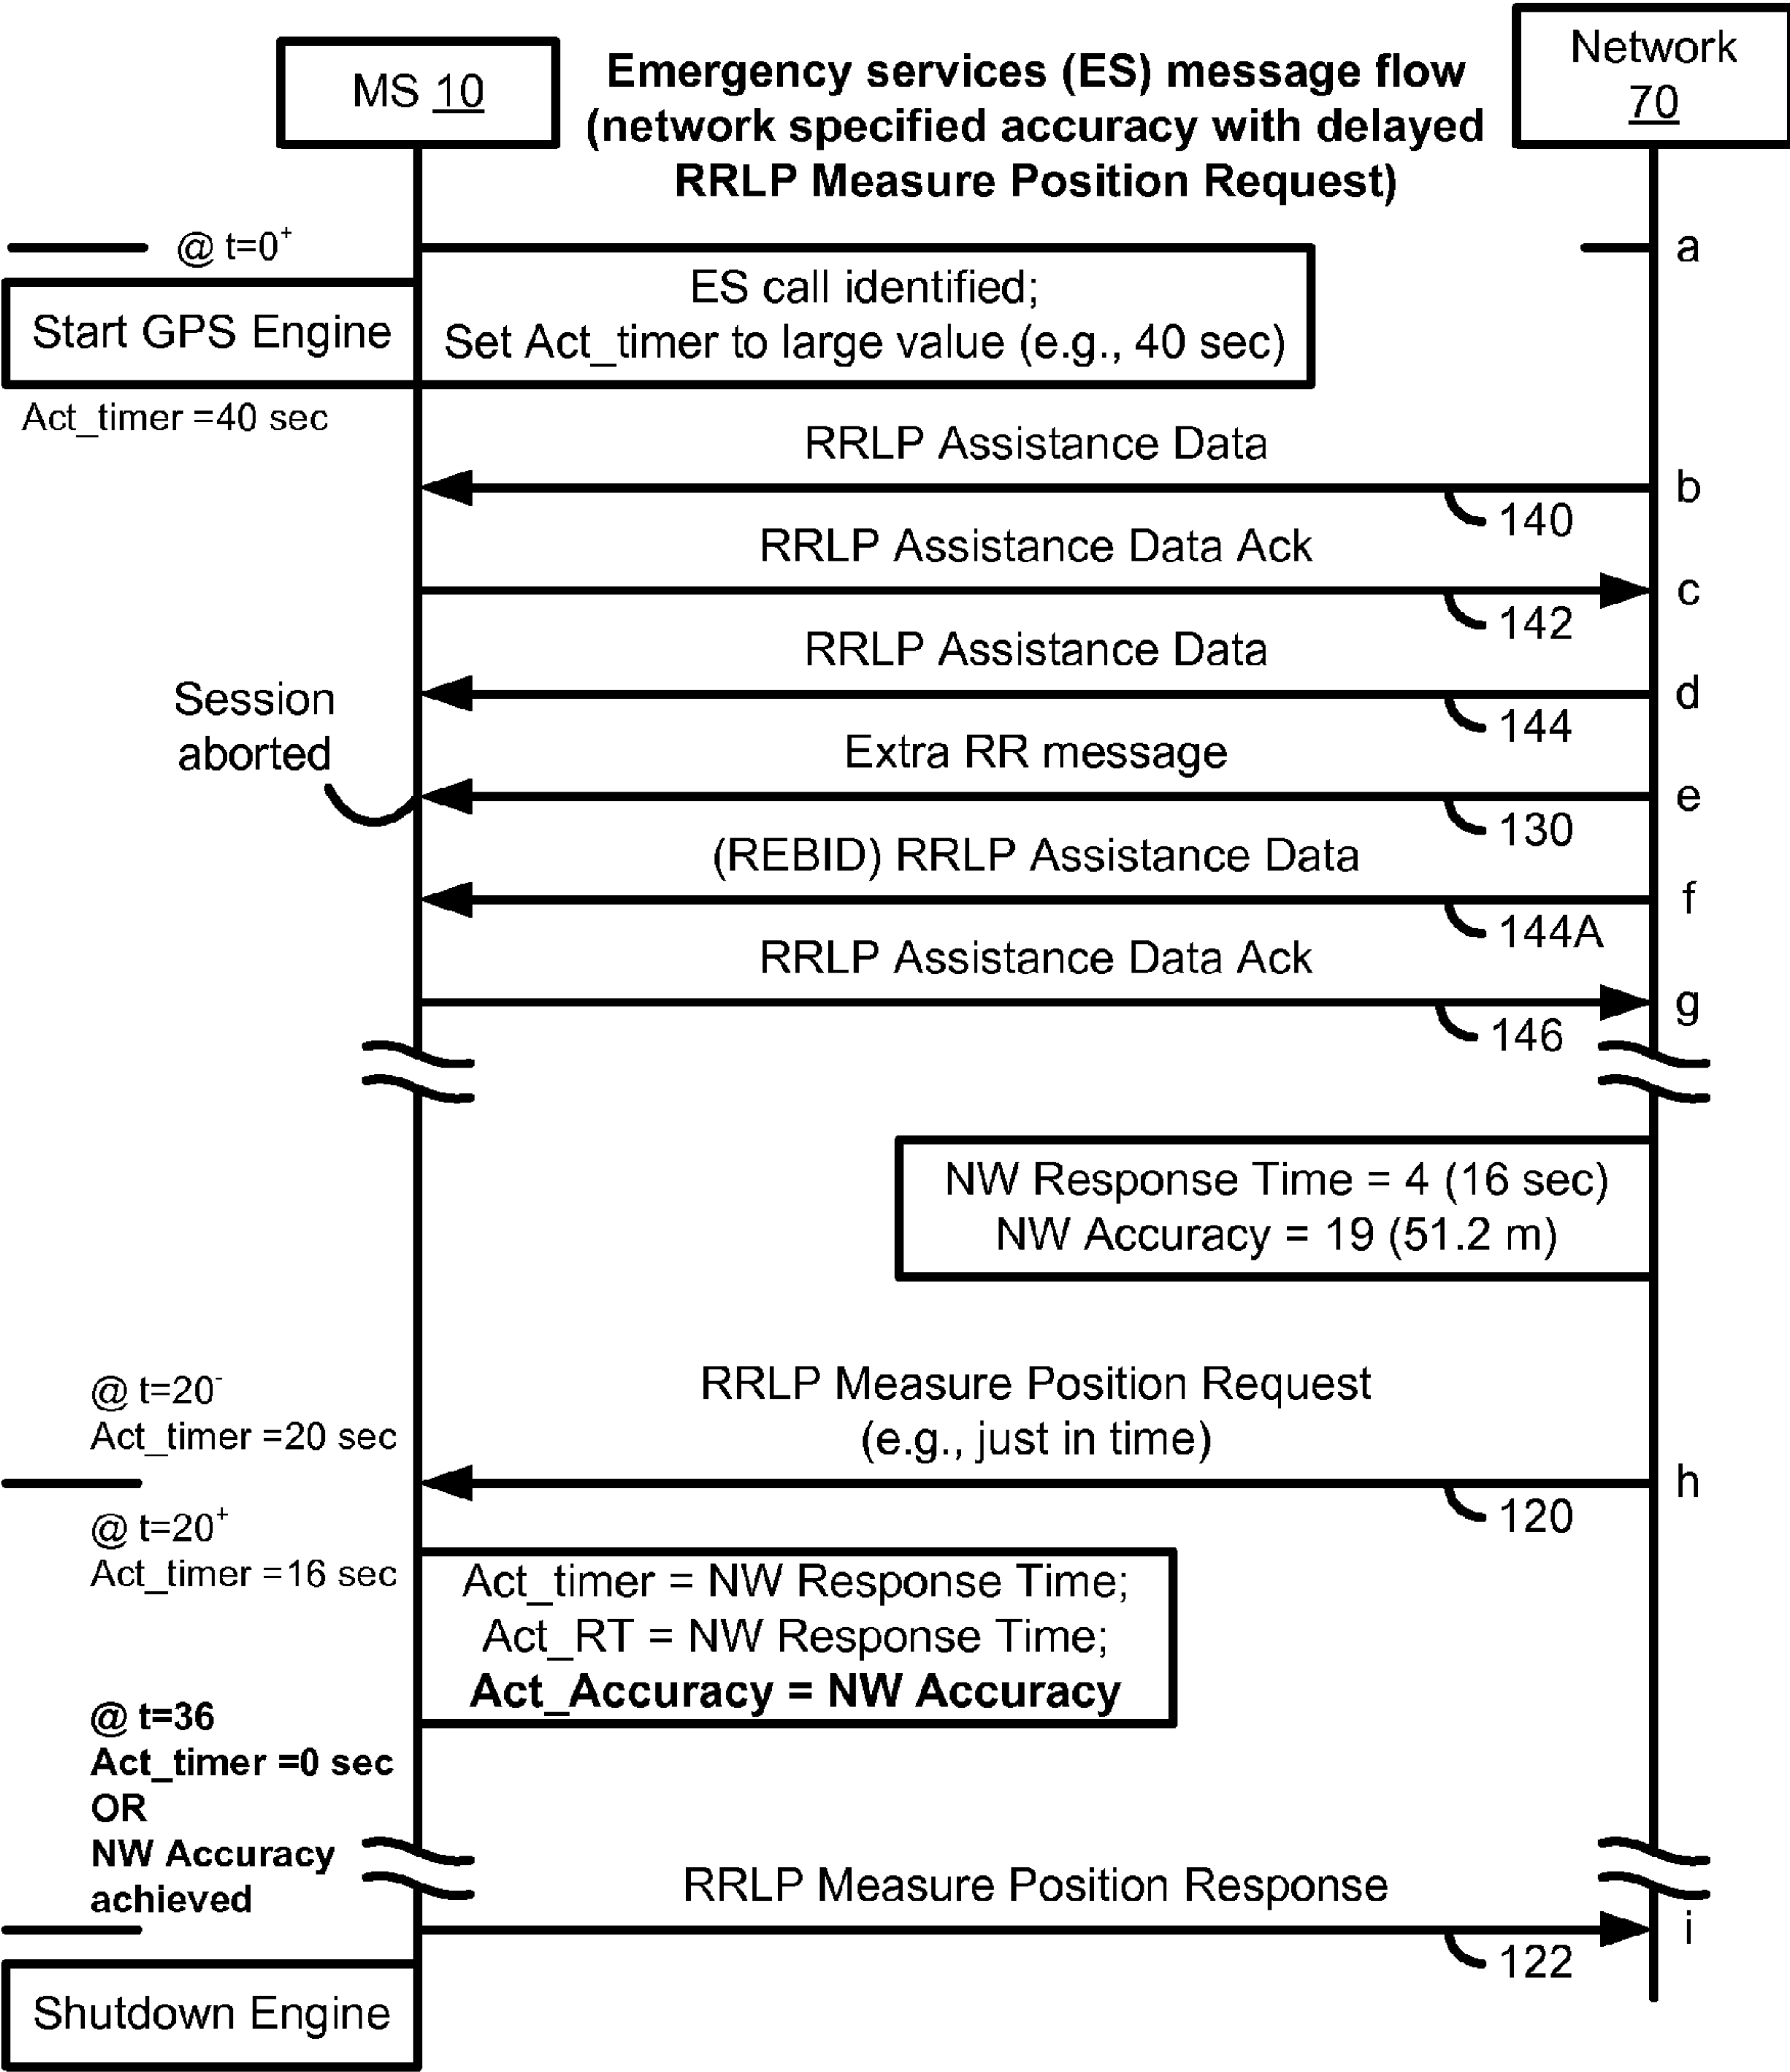 MS 10
Emergency services (ES) message flow
(network specified accuracy with delayed
RRLP Measure Position Request)
Network
70
@ t=0+
a
Start GPS Engine
ES call identified;
Set Act_timer to large value (e.g., 40 sec)
Act_timer =40 sec
RRLP Assistance Data
b
140
RRLP Assistance Data Ack
c
142
RRLP Assistance Data
d
144
Session
aborted
Extra RR message
e
130
(REBID) RRLP Assistance Data
f
144A
RRLP Assistance Data Ack
g
146
NW Response Time = 4 (16 sec)
NW Accuracy = 19 (51.2 m)
@ t=20-
Act_timer =20 sec
RRLP Measure Position Request
(e.g., just in time)
h
120
@ t=20+
Act_timer =16 sec
Act_timer = NW Response Time;
Act_RT = NW Response Time;
Act_Accuracy = NW Accuracy
@ t=36
Act_timer =0 sec
OR
NW Accuracy
achieved
RRLP Measure Position Response
i
122
Shutdown Engine